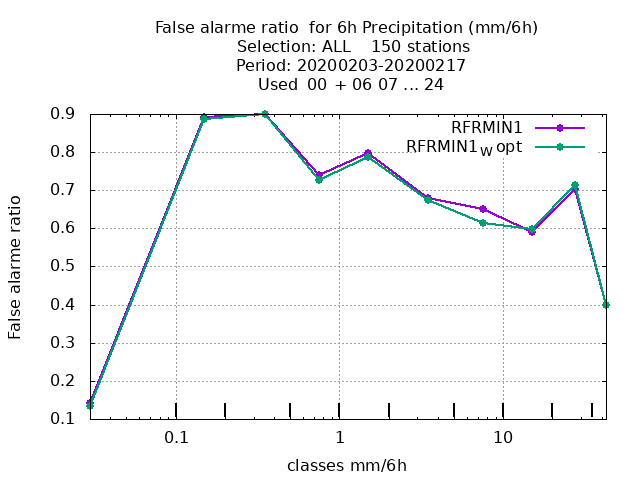 False alarme ratio for 6h Precipitation (mm/6h)
Selection: ALL 150 stations
Period: 20200203-20200217
Used 00 + 06 07 ... 24
RFRMIN1
RFRMIN1W opt
0.9
0.8
0.7
0.6
0.5
0.4
0.3
0.2
0.1
False alarme ratio
0.1 1 10
classes mm/6h